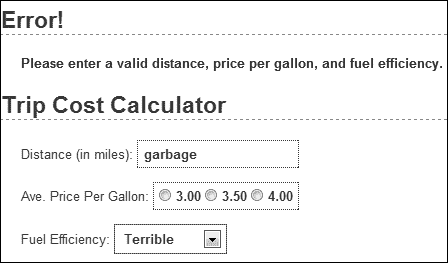 Error!
Please enter a valid distance, price per gallon, and fuel efficiency.
Trip Cost Calculator
Distance (in miles): garbage
Ave. Price Per Gallon: 3.00 3.50 4.00
Fuel Efficiency: Terrible